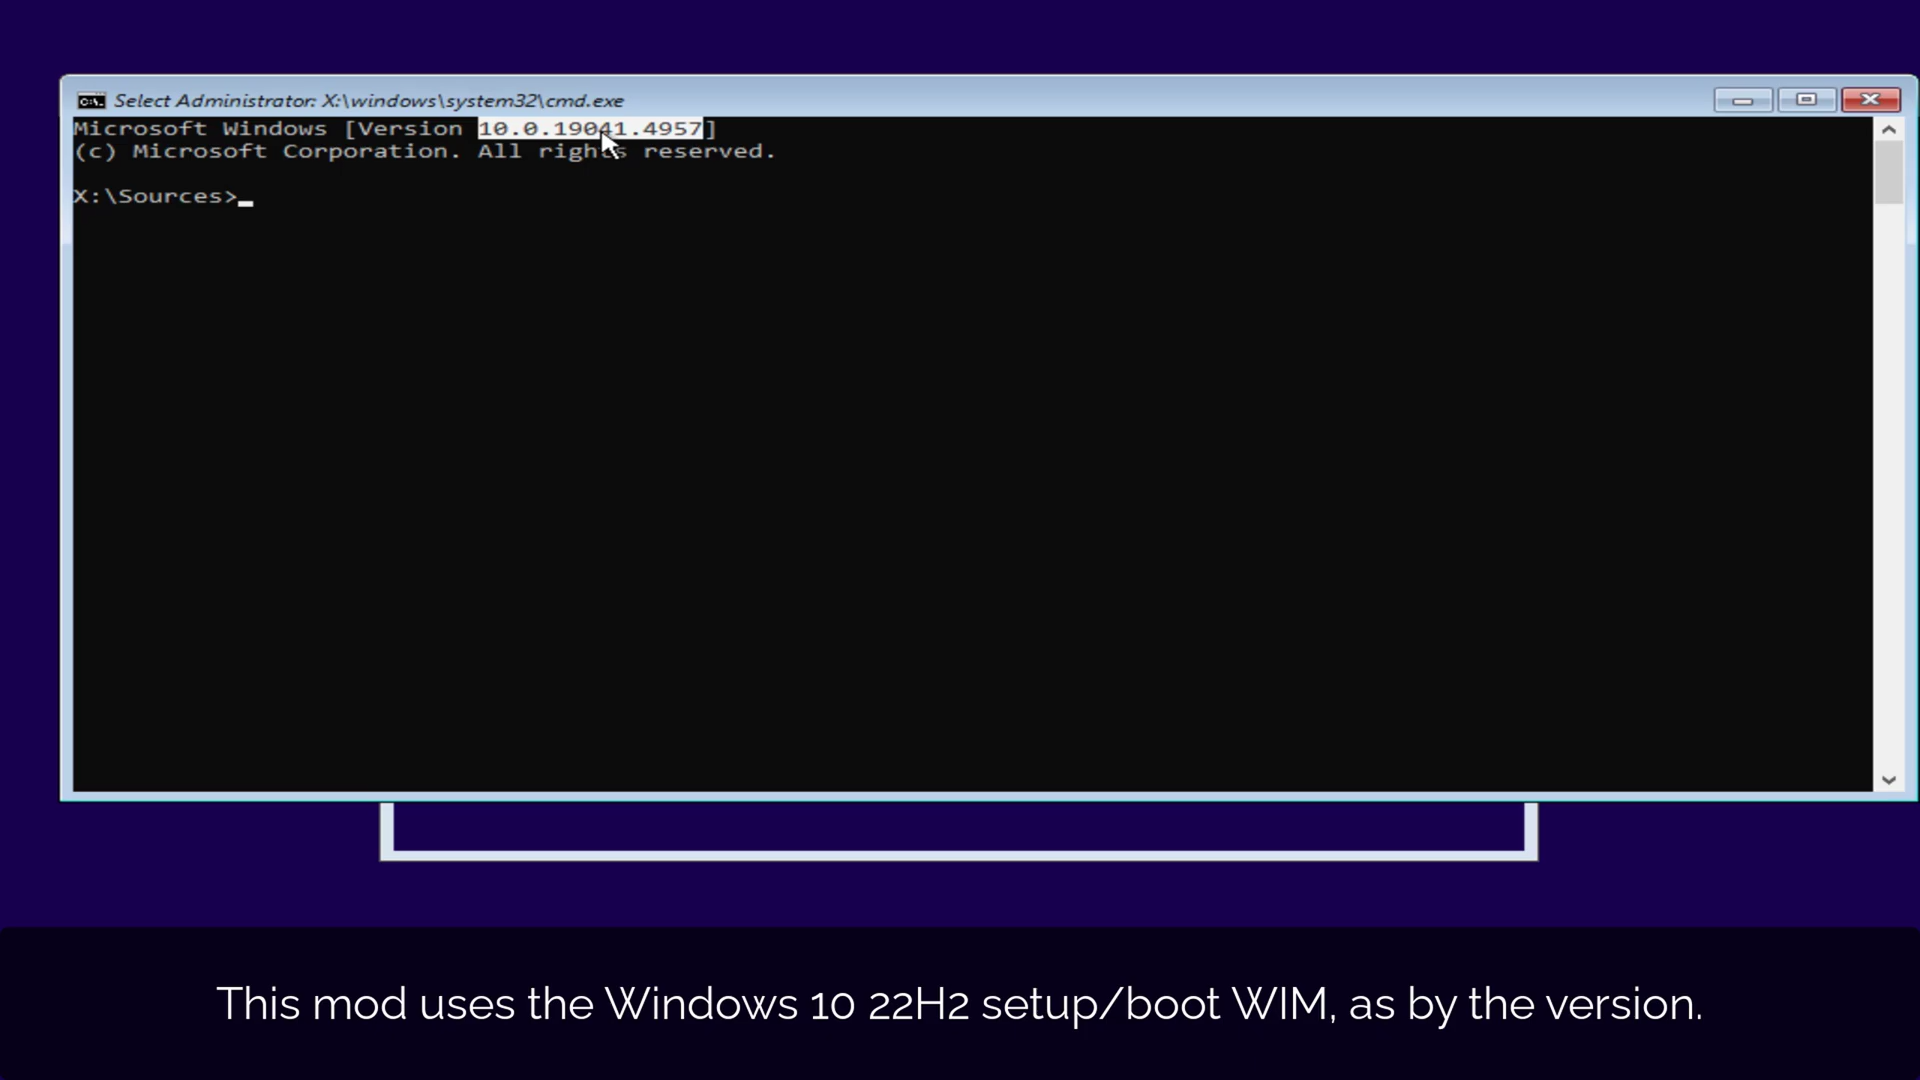 Select Administrator: X:\windows\system32\cmd.exe
Microsoft Windows [Version 10.0.19041.4957]
(c) Microsoft Corporation. All rights reserved.
X:\Sources>
This mod uses the Windows 10 22H2 setup/boot WIM, as by the version.